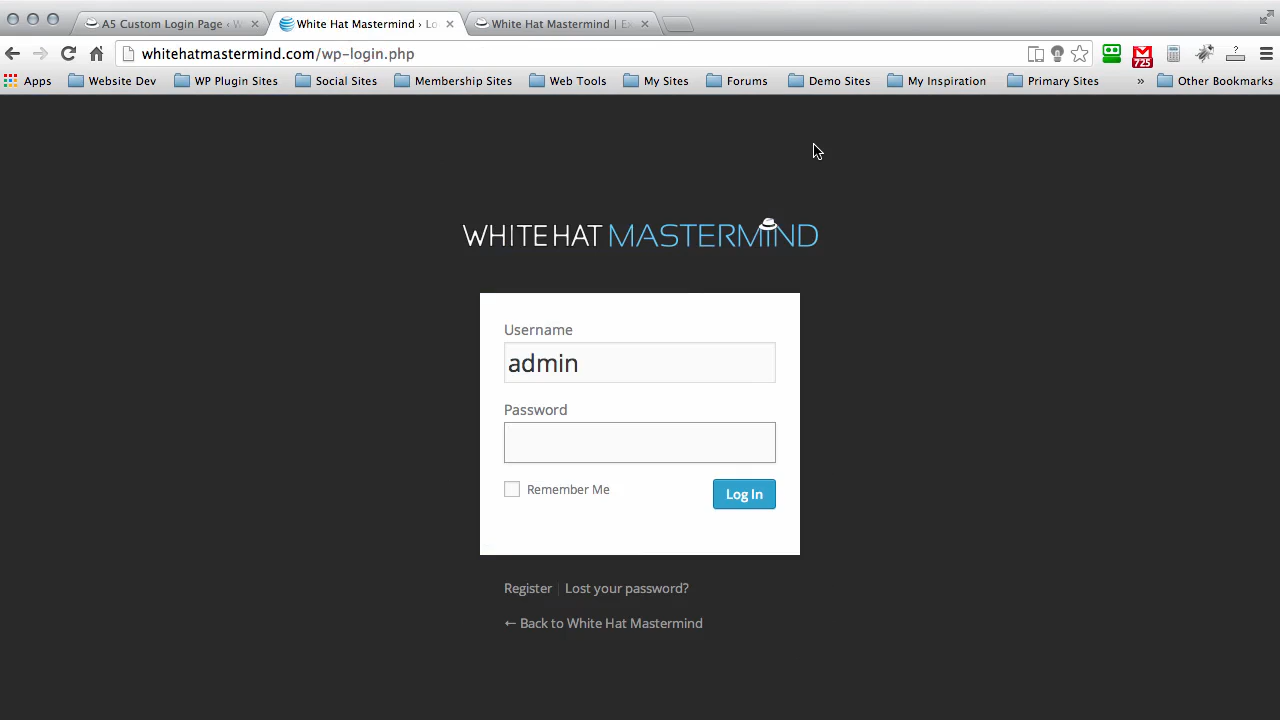 A5 Custom Login Page ‹ W
White Hat Mastermind › Lo
White Hat Mastermind | Ex
whitehatmastermind.com/wp-login.php
725
?
Apps
Website Dev
WP Plugin Sites
Social Sites
Membership Sites
Web Tools
My Sites
Forums
Demo Sites
My Inspiration
Primary Sites
»
Other Bookmarks
WHITE HAT MASTERMIND
Username
admin
Password
Remember Me
Log In
Register | Lost your password?
← Back to White Hat Mastermind